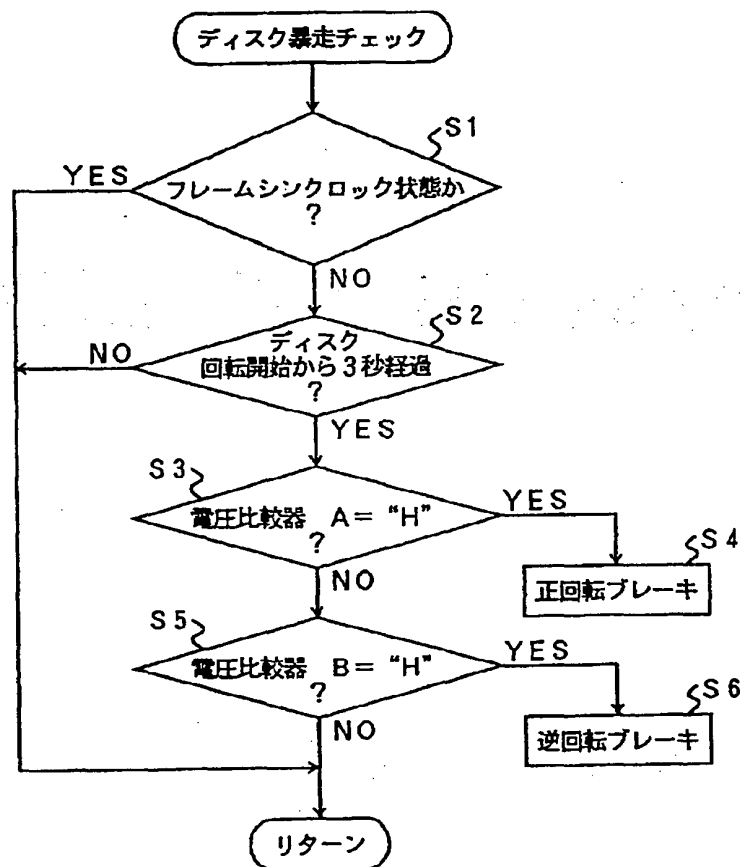 ディスク暴走チェック
S1
YES
フレームシンクロック状態か
?
NO
S2
NO
ディスク
回転開始から3秒経過
?
YES
S3
電圧比較器 A＝“H”
?
YES
S4
正回転ブレーキ
NO
S5
電圧比較器 B＝“H”
?
YES
S6
逆回転ブレーキ
NO
リターン